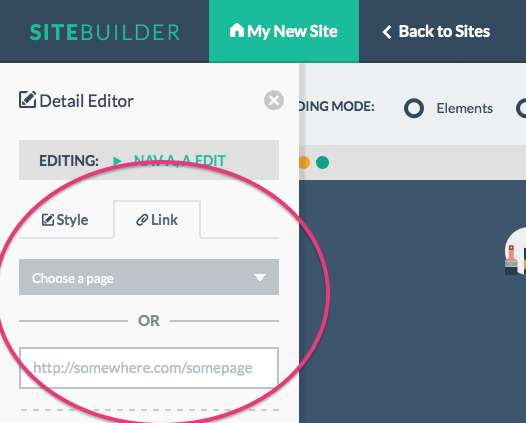 SITEBUILDER
My New Site
Back to Sites
Detail Editor
DING MODE:
Elements
EDITING: NAV A, A EDIT
Style
Link
Choose a page
OR
http://somewhere.com/somepage